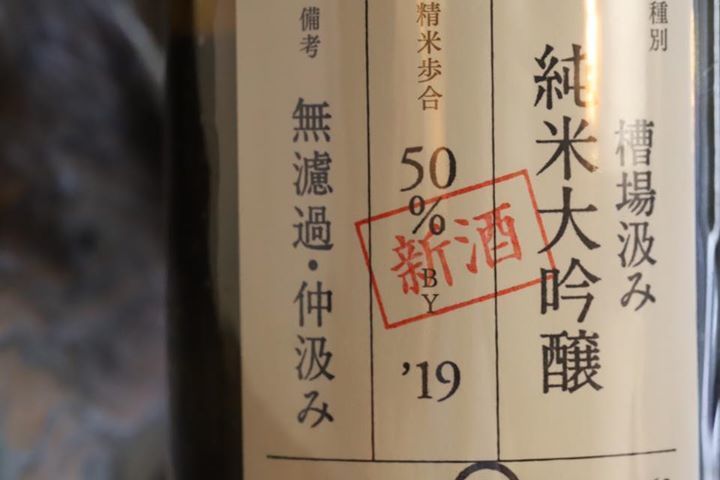 種別
槽場汲み
純米大吟醸
精米歩合
50%
BY
'19
新酒
備考
無濾過・仲汲み